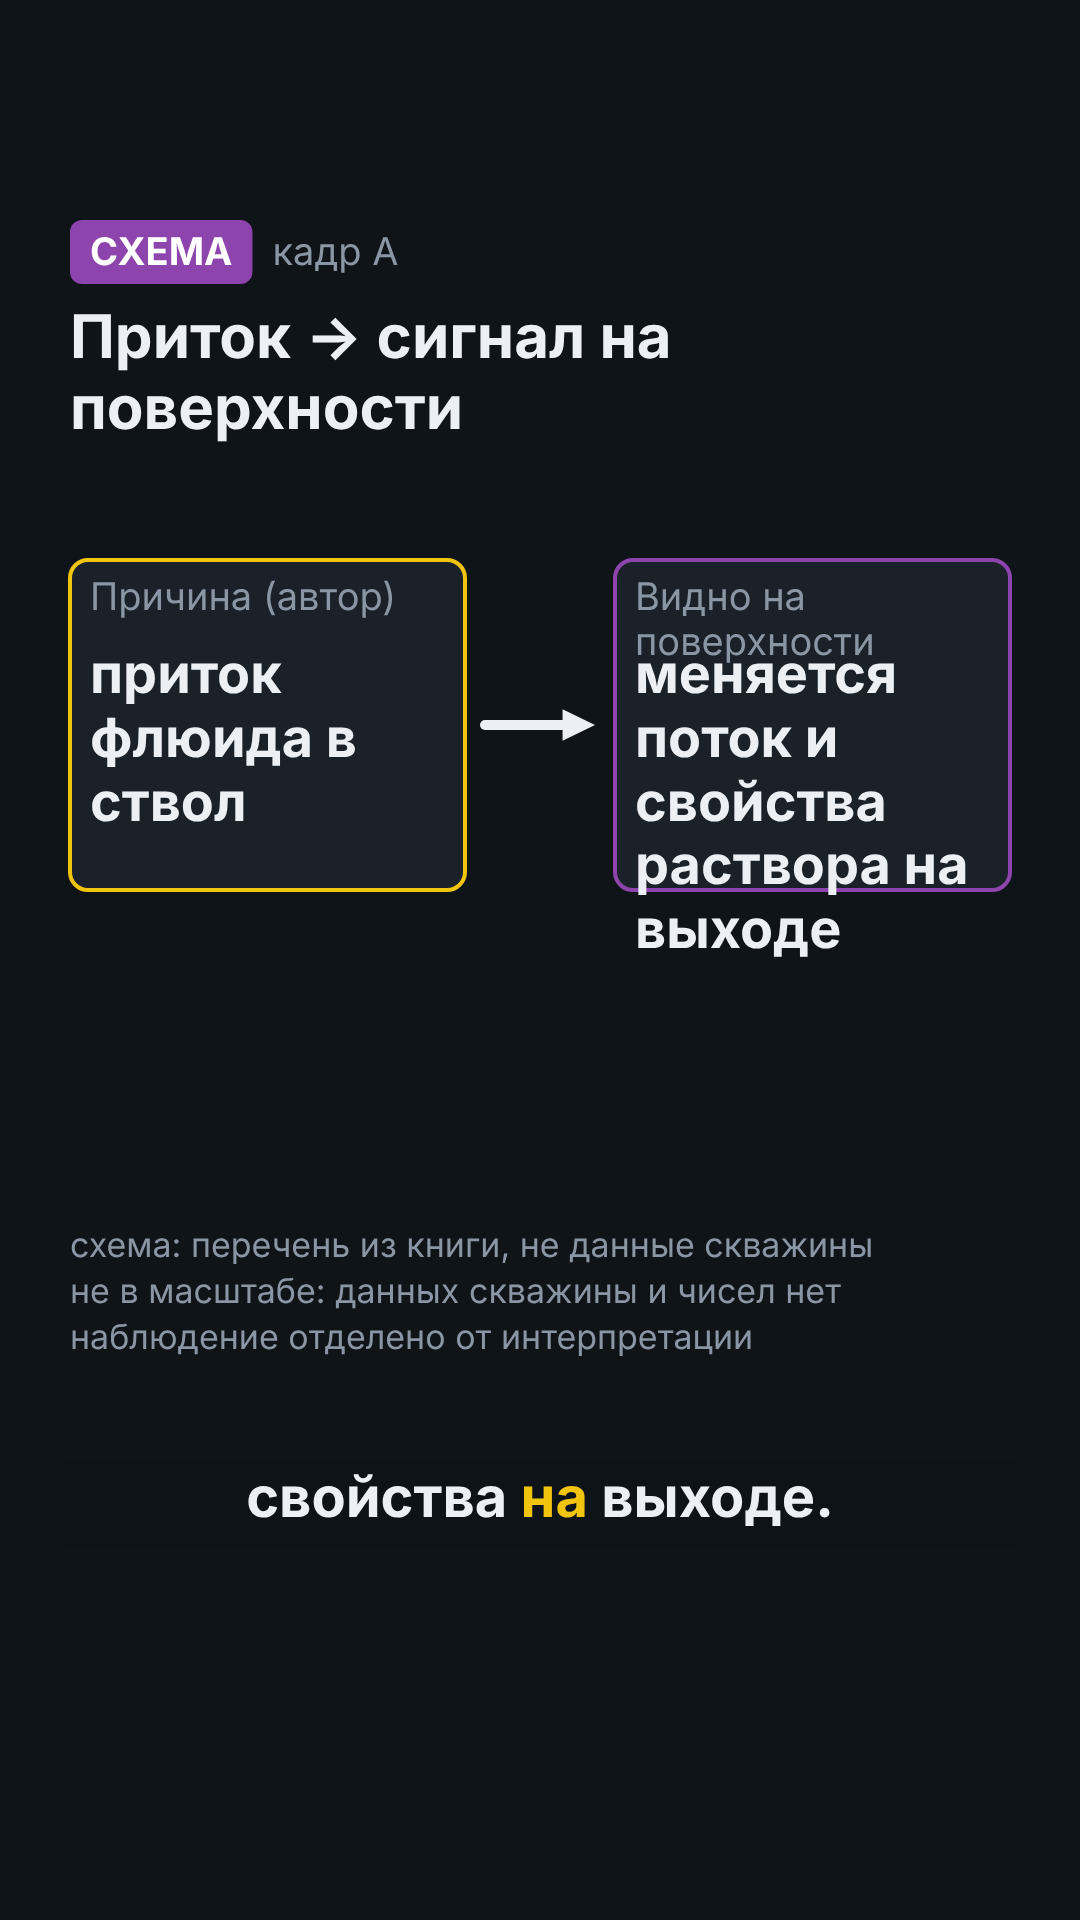 СХЕМА кадр А
Приток → сигнал на
поверхности
Причина (автор)
приток
флюида в
ствол
Видно на
поверхности
меняется
поток и
свойства
раствора на
выходе
схема: перечень из книги, не данные скважины
не в масштабе: данных скважины и чисел нет
наблюдение отделено от интерпретации
свойства на выходе.